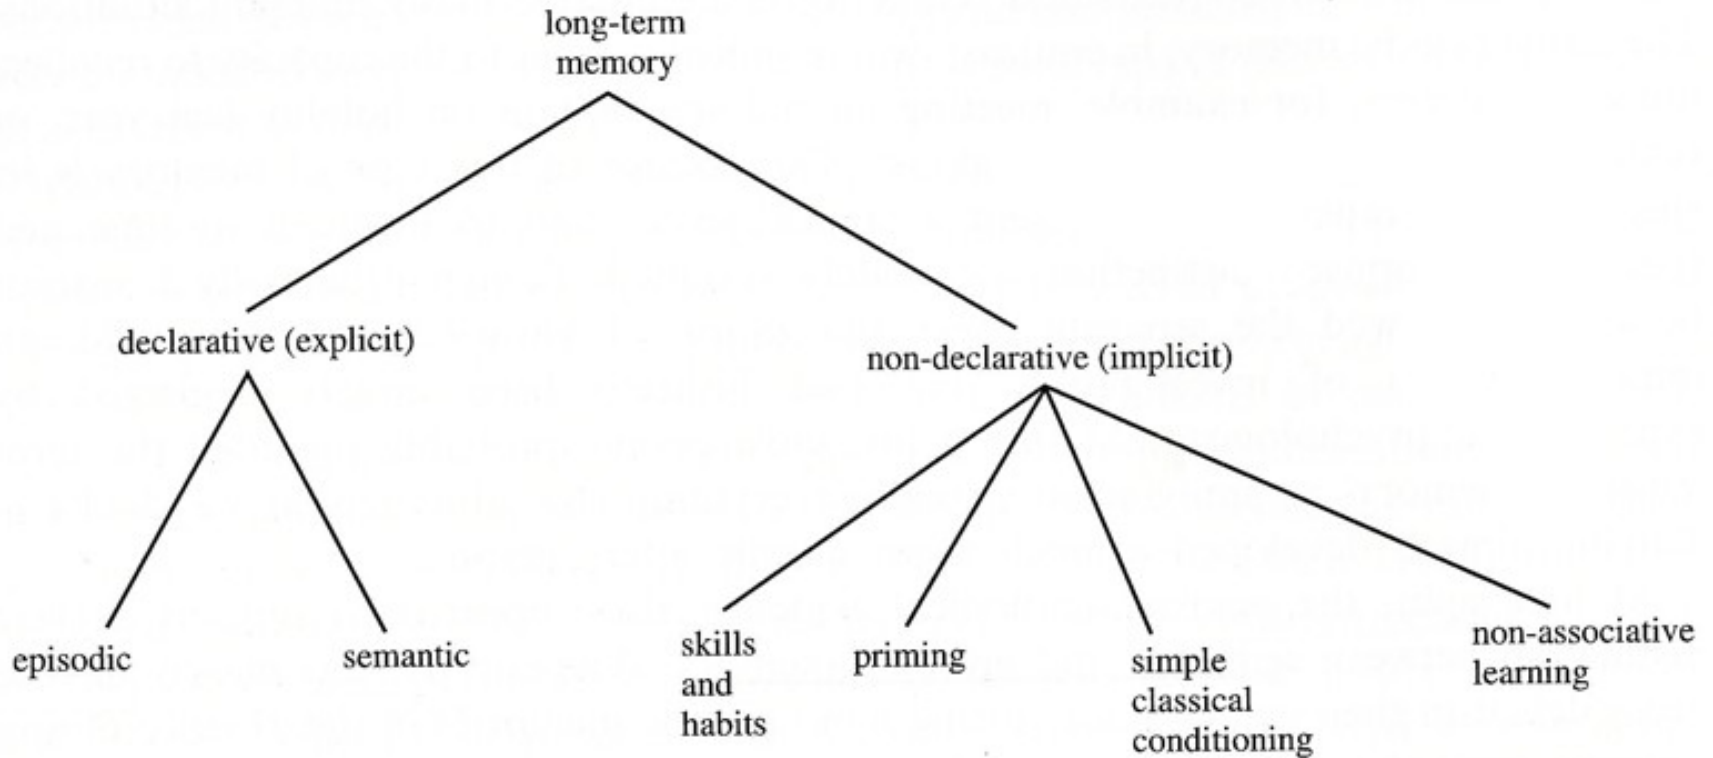 long-term
memory
declarative (explicit)
non-declarative (implicit)
episodic
semantic
skills
and
habits
priming
simple
classical
conditioning
non-associative
learning